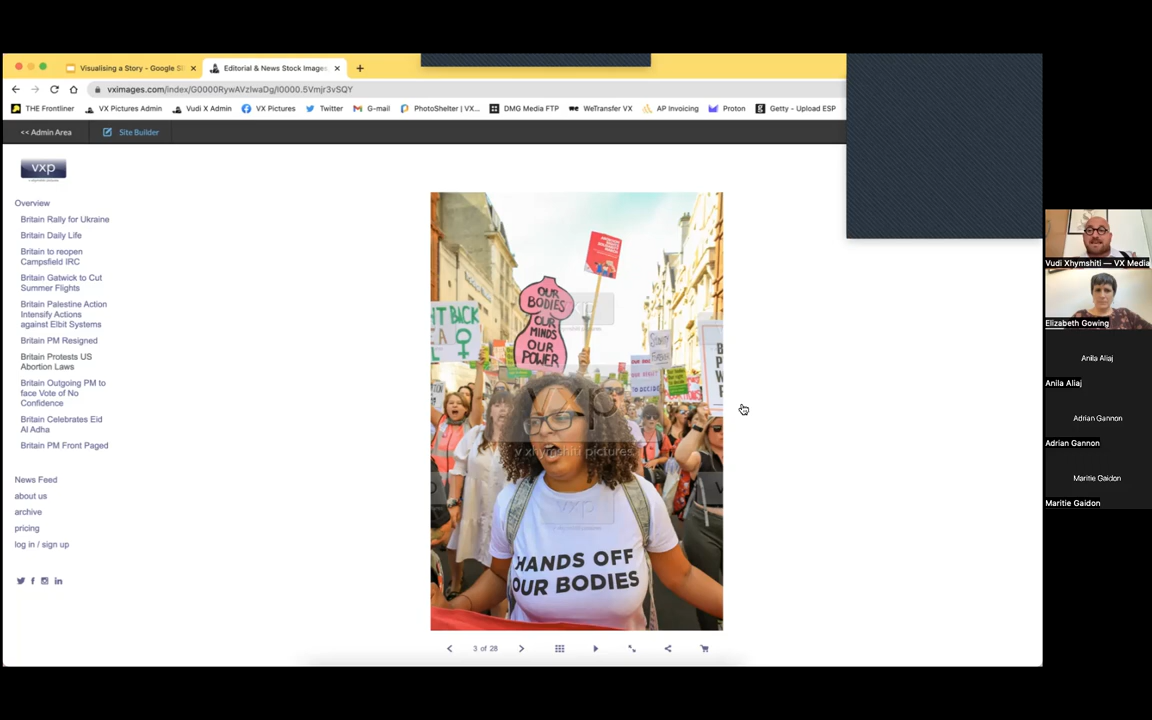 Visualising a Story - Google Sl
Editorial & News Stock Images
vximages.com/index/G0000RywAVzIwaDg/I0000.5Vmjr3vSQY
THE Frontliner
VX Pictures Admin
Vudi X Admin
VX Pictures
Twitter
G-mail
PhotoShelter | VX...
DMG Media FTP
WeTransfer VX
AP Invoicing
Proton
Getty - Upload ESP
<< Admin Area
Site Builder
vxp
Overview
Britain Rally for Ukraine
Britain Daily Life
Britain to reopen
Campsfield IRC
Britain Gatwick to Cut
Summer Flights
Britain Palestine Action
Intensify Actions
against Elbit Systems
Britain PM Resigned
Britain Protests US
Abortion Laws
Britain Outgoing PM to
face Vote of No
Confidence
Britain Celebrates Eid
Al Adha
Britain PM Front Paged
News Feed
about us
archive
pricing
log in / sign up
OUR
BODIES
OUR
MINDS
OUR
POWER
HT BACK
vxp
v xhymshiti pictures
HANDS OFF
OUR BODIES
3 of 28
Vudi Xhymshiti — VX Media
Elizabeth Gowing
Anila Aliaj
Anila Aliaj
Adrian Gannon
Adrian Gannon
Maritie Gaidon
Maritie Gaidon